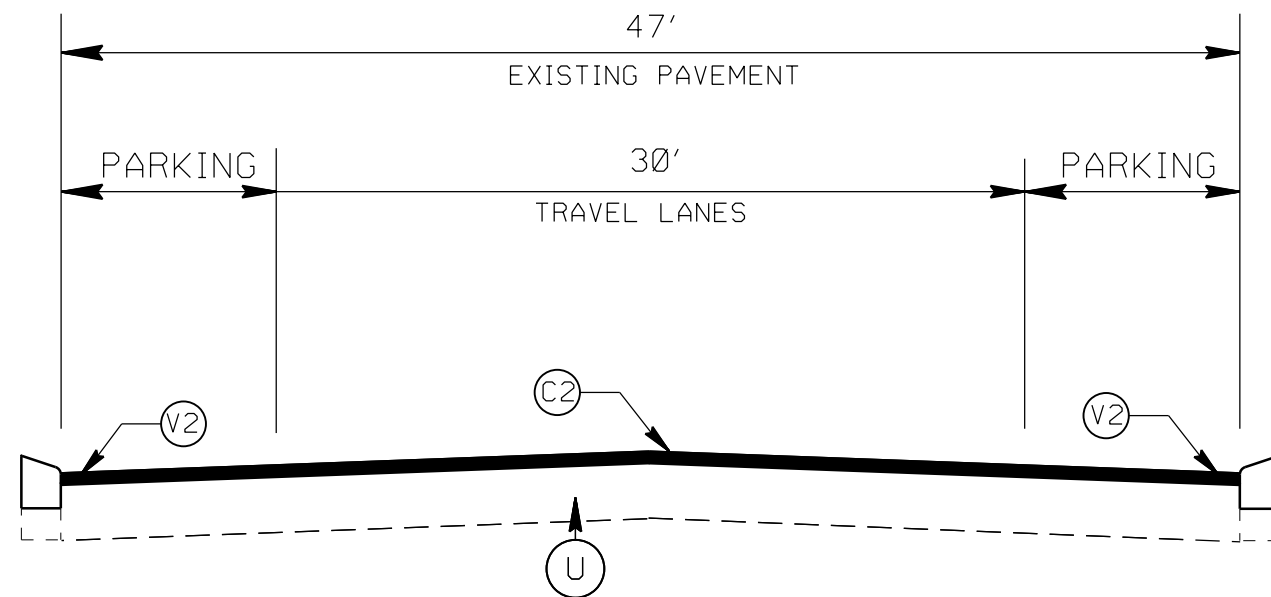 47'
EXISTING PAVEMENT
PARKING 30' PARKING
TRAVEL LANES
C2
V2 V2
U